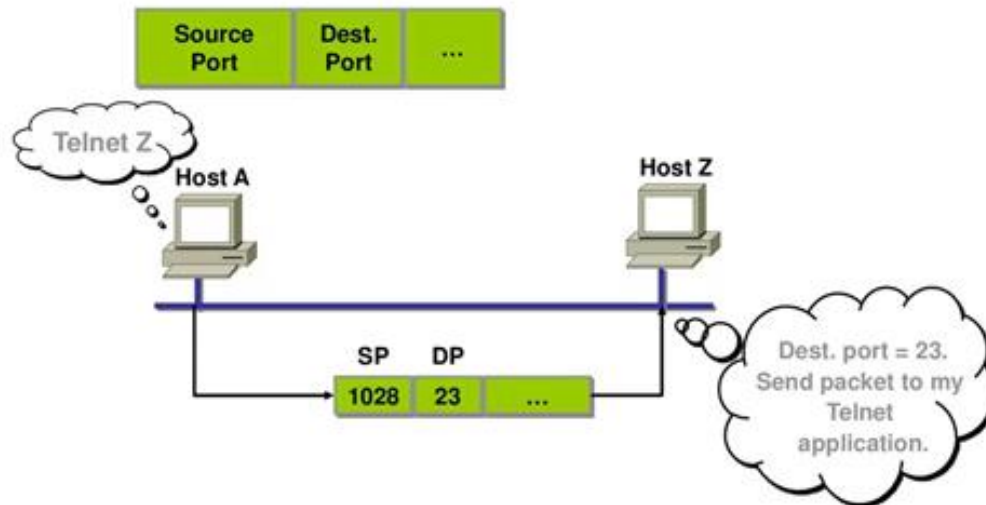 Source
Port
Dest.
Port
...
Telnet Z
Host A
Host Z
SP DP
1028 23 ...
Dest. port = 23.
Send packet to my
Telnet
application.